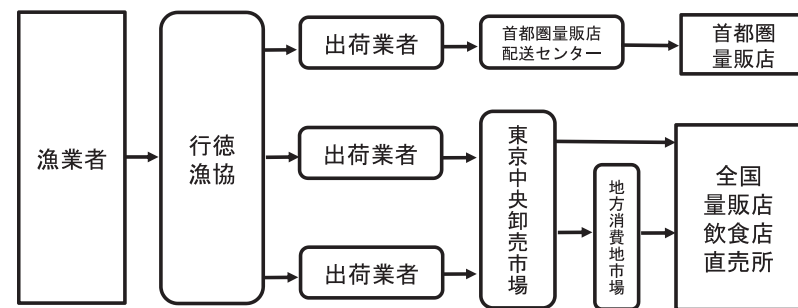 漁業者
行徳
漁協
出荷業者
首都圏量販店
配送センター
首都圏
量販店
出荷業者
東京中央卸売市場
地方消費地市場
全国
量販店
飲食店
直売所
出荷業者